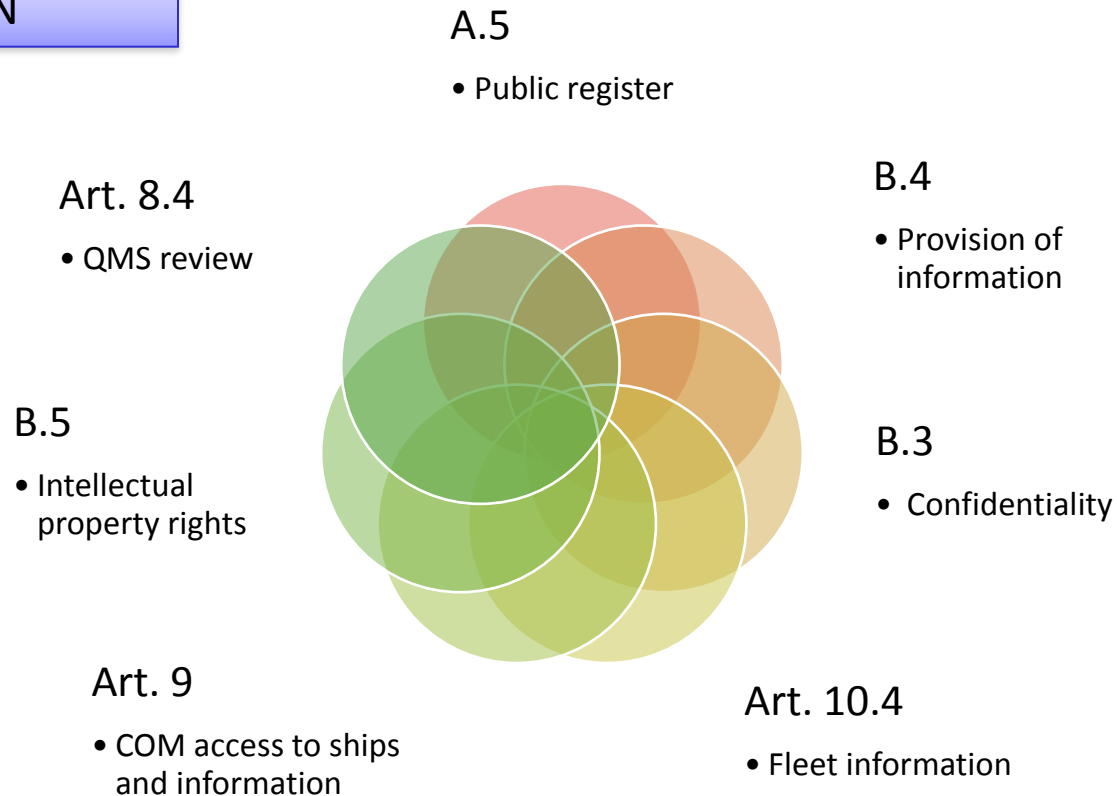 N
A.5
• Public register
B.4
• Provision of
information
B.3
• Confidentiality
Art. 10.4
• Fleet information
Art. 9
• COM access to ships
and information
B.5
• Intellectual
property rights
Art. 8.4
• QMS review